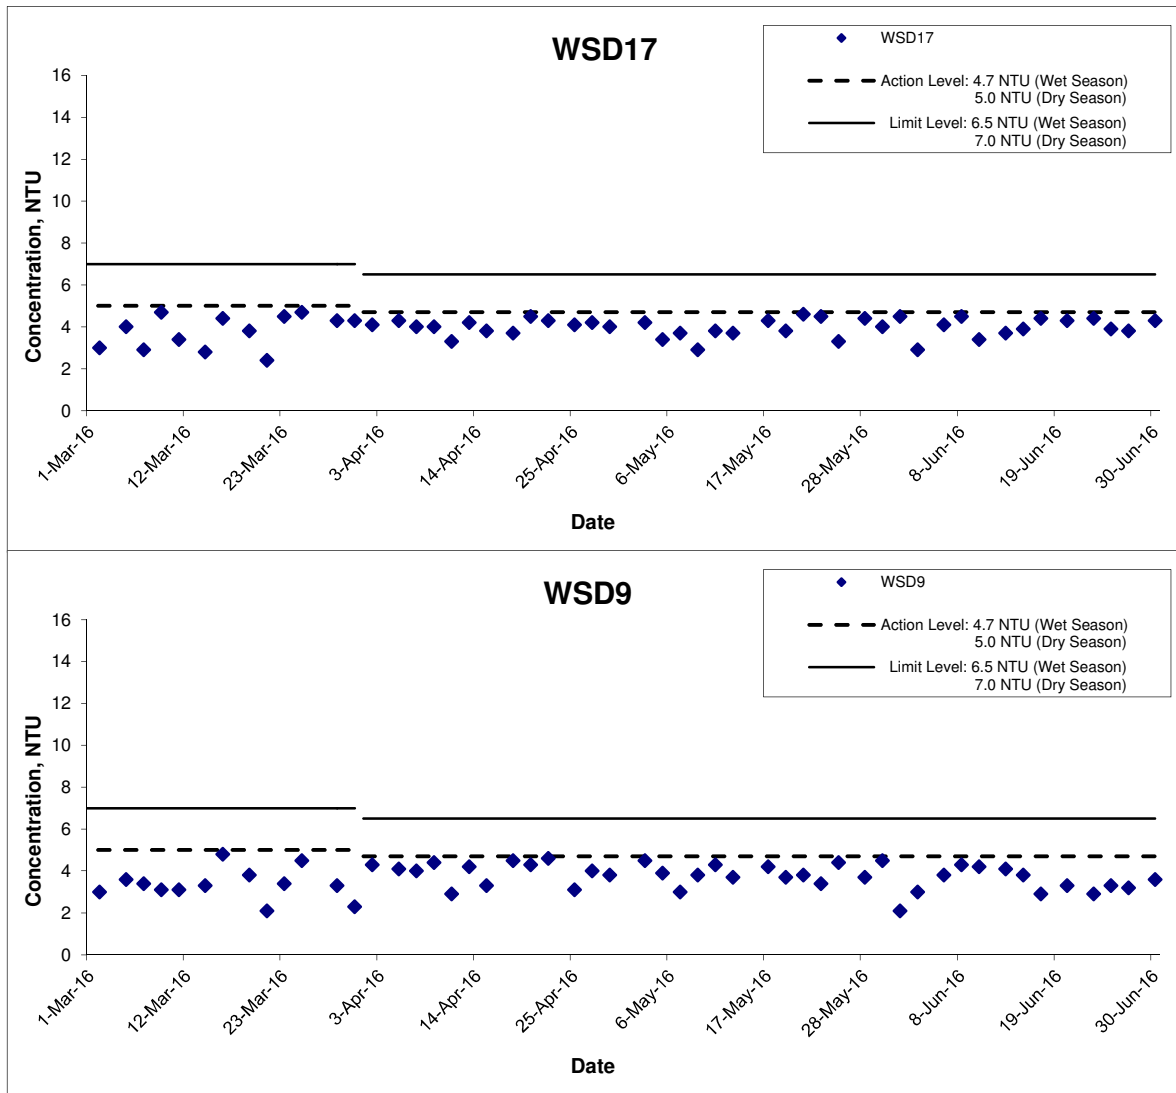 WSD17
WSD17
Action Level: 4.7 NTU (Wet Season)
5.0 NTU (Dry Season)
Limit Level: 6.5 NTU (Wet Season)
7.0 NTU (Dry Season)
Concentration, NTU
16
14
12
10
8
6
4
2
0
1-Mar-16
12-Mar-16
23-Mar-16
3-Apr-16
14-Apr-16
25-Apr-16
6-May-16
17-May-16
28-May-16
8-Jun-16
19-Jun-16
30-Jun-16
Date
WSD9
WSD9
Action Level: 4.7 NTU (Wet Season)
5.0 NTU (Dry Season)
Limit Level: 6.5 NTU (Wet Season)
7.0 NTU (Dry Season)
Concentration, NTU
16
14
12
10
8
6
4
2
0
1-Mar-16
12-Mar-16
23-Mar-16
3-Apr-16
14-Apr-16
25-Apr-16
6-May-16
17-May-16
28-May-16
8-Jun-16
19-Jun-16
30-Jun-16
Date